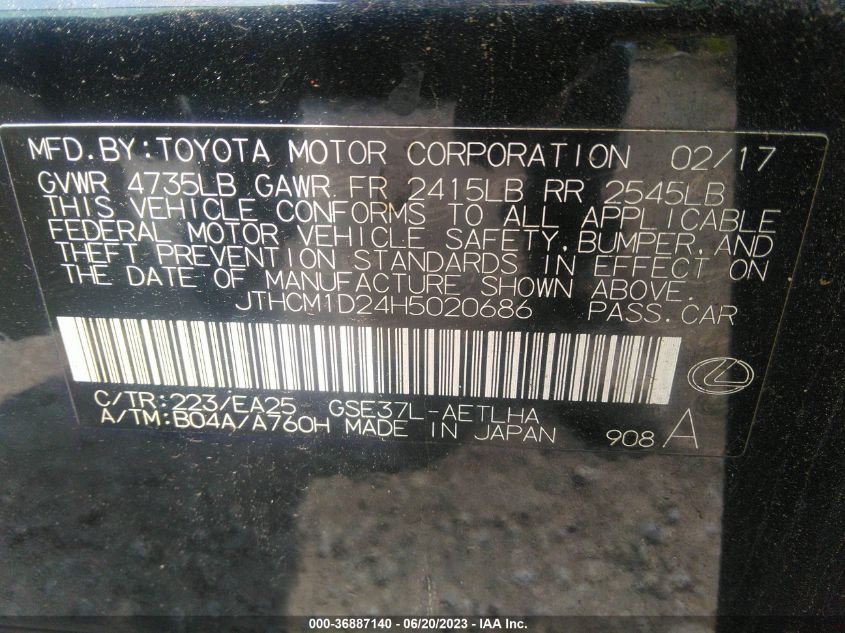 MFD.BY:TOYOTA MOTOR CORPORATION 02/17
GVWR 4735LB GAWR FR 2415LB RR 2545LB
THIS VEHICLE CONFORMS TO ALL APPLICABLE
FEDERAL MOTOR VEHICLE SAFETY, BUMPER, AND
THEFT PREVENTION STANDARDS IN EFFECT ON
THE DATE OF MANUFACTURE SHOWN ABOVE.
JTHCM1D24H5020686 PASS.CAR
C/TR:223/EA25 GSE37L-AETLHA
A/TM:B04A/A760H MADE IN JAPAN 908 A
000-36887140 - 06/20/2023 - IAA Inc.